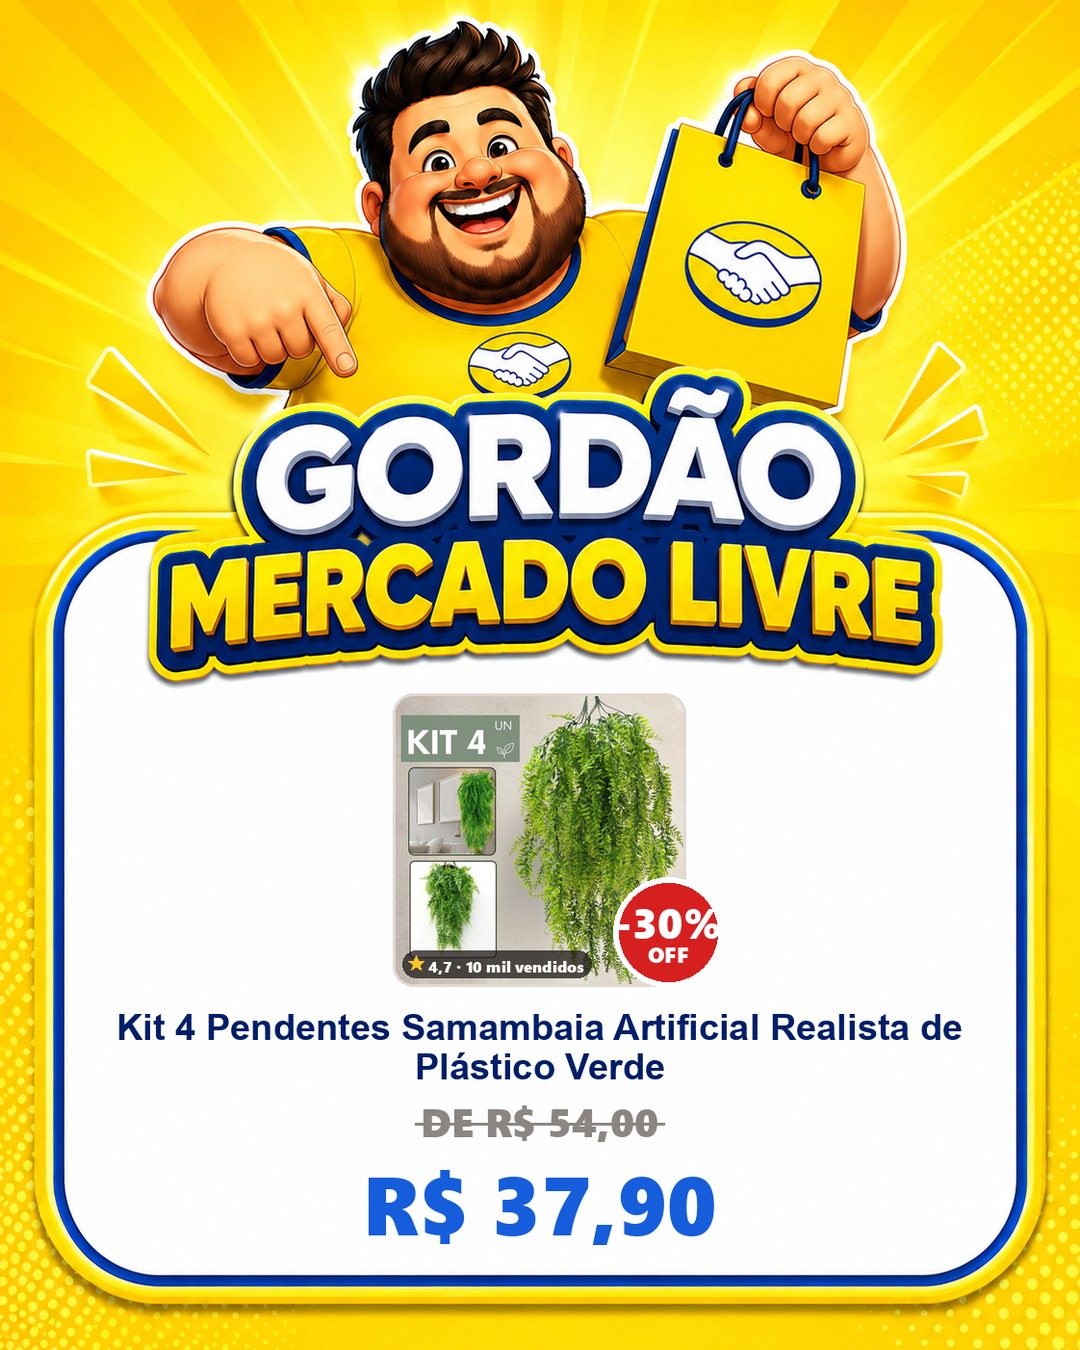 GORDÃO
MERCADO LIVRE
KIT 4 UN
-30%
OFF
4,7 · 10 mil vendidos
Kit 4 Pendentes Samambaia Artificial Realista de
Plástico Verde
DE R$ 54,00
R$ 37,90